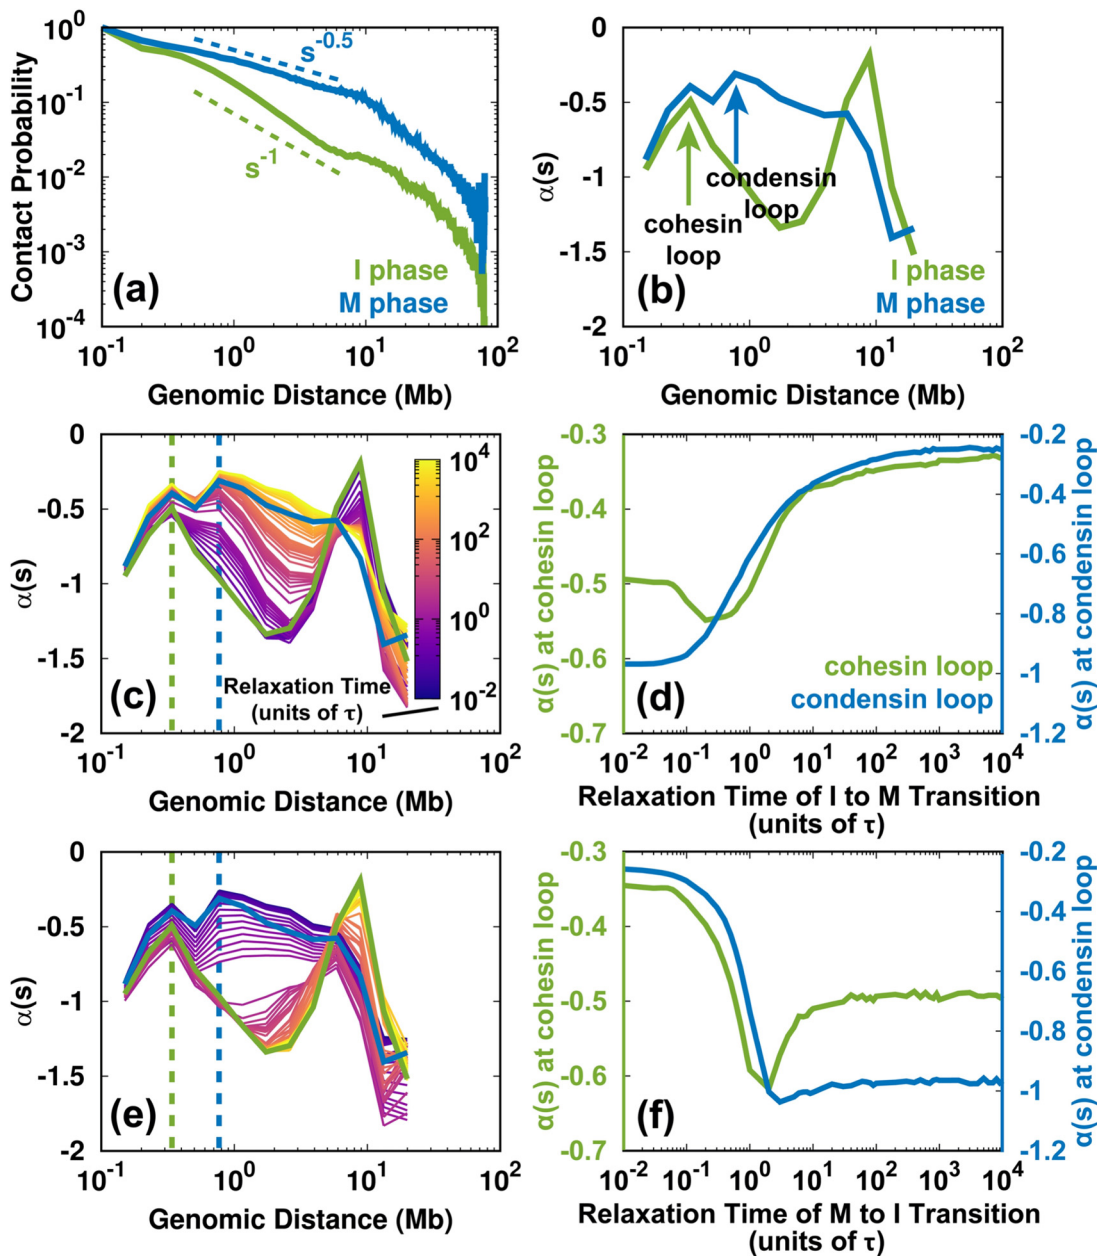 10^0
10^-1
10^-2
10^-3
10^-4
Contact Probability
s^-0.5
s^-1
(a)
I phase
M phase
10^-1 10^0 10^1 10^2
Genomic Distance (Mb)
0
-0.5
-1
-1.5
-2
α(s)
condensin
loop
cohesin
loop
(b)
I phase
M phase
10^-1 10^0 10^1 10^2
Genomic Distance (Mb)
0
-0.5
-1
-1.5
-2
α(s)
10^4
10^2
10^0
10^-2
Relaxation Time
(units of τ)
(c)
10^-1 10^0 10^1 10^2
Genomic Distance (Mb)
-0.3
-0.4
-0.5
-0.6
-0.7
α(s) at cohesin loop
-0.2
-0.4
-0.6
-0.8
-1
-1.2
α(s) at condensin loop
cohesin loop
condensin loop
(d)
10^-2 10^-1 10^0 10^1 10^2 10^3 10^4
Relaxation Time of I to M Transition
(units of τ)
0
-0.5
-1
-1.5
-2
α(s)
(e)
10^-1 10^0 10^1 10^2
Genomic Distance (Mb)
-0.3
-0.4
-0.5
-0.6
-0.7
α(s) at cohesin loop
-0.2
-0.4
-0.6
-0.8
-1
-1.2
α(s) at condensin loop
(f)
10^-2 10^-1 10^0 10^1 10^2 10^3 10^4
Relaxation Time of M to I Transition
(units of τ)